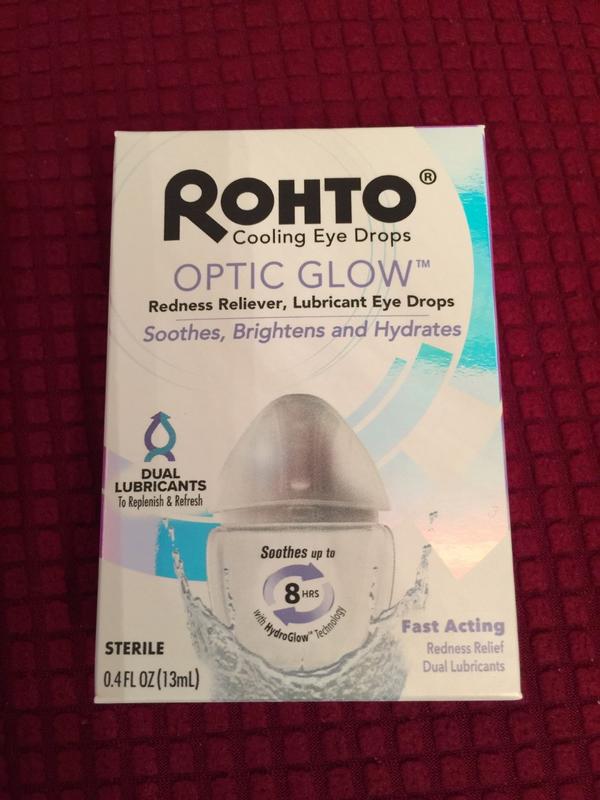 ROHTO®
Cooling Eye Drops
OPTIC GLOW™
Redness Reliever, Lubricant Eye Drops
Soothes, Brightens and Hydrates
DUAL
LUBRICANTS
To Replenish & Refresh
Soothes up to
8 HRS
with HydroGlow™ Technology
STERILE
0.4 FL OZ (13mL)
Fast Acting
Redness Relief
Dual Lubricants